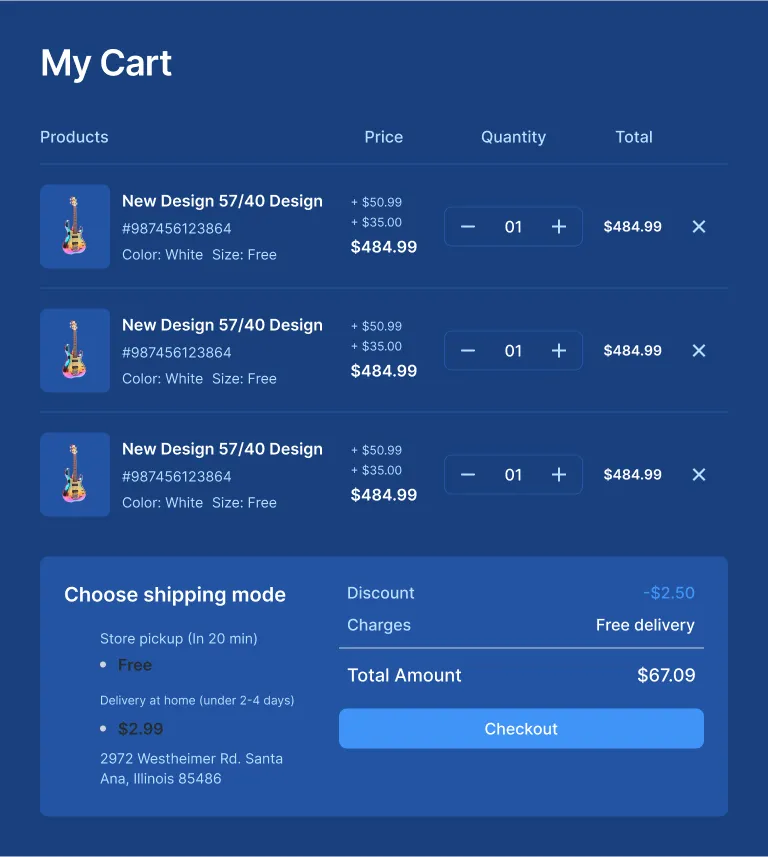 My Cart
Products Price Quantity Total
New Design 57/40 Design
#987456123864
Color: White Size: Free
+ $50.99
+ $35.00
$484.99
01
$484.99
New Design 57/40 Design
#987456123864
Color: White Size: Free
+ $50.99
+ $35.00
$484.99
01
$484.99
New Design 57/40 Design
#987456123864
Color: White Size: Free
+ $50.99
+ $35.00
$484.99
01
$484.99
Choose shipping mode
Store pickup (In 20 min)
Free
Delivery at home (under 2-4 days)
$2.99
2972 Westheimer Rd. Santa
Ana, Illinois 85486
Discount -$2.50
Charges Free delivery
Total Amount $67.09
Checkout